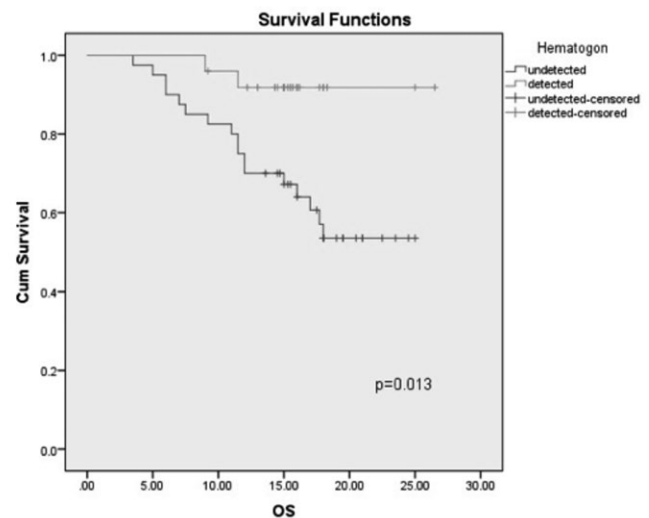 Survival Functions
Hematogon
undetected
detected
undetected-censored
detected-censored
Cum Survival
1.0
0.8
0.6
0.4
0.2
0.0
p=0.013
.00 5.00 10.00 15.00 20.00 25.00 30.00
OS